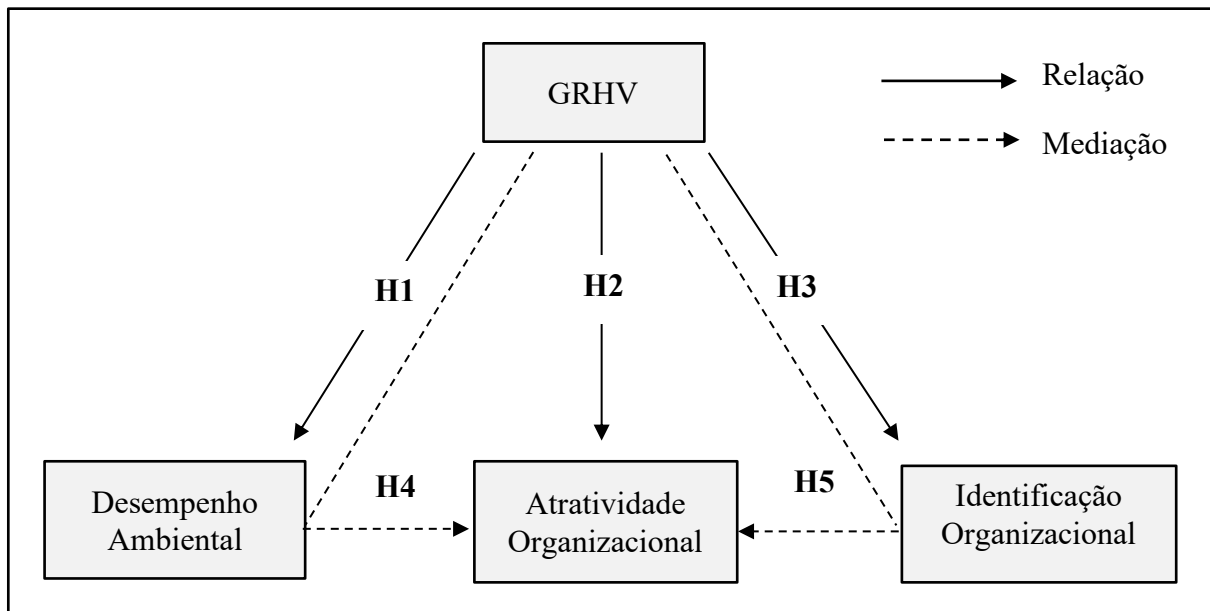 GRHV
Relação
Mediação
H1
H2
H3
H4
H5
Desempenho
Ambiental
Atratividade
Organizacional
Identificação
Organizacional